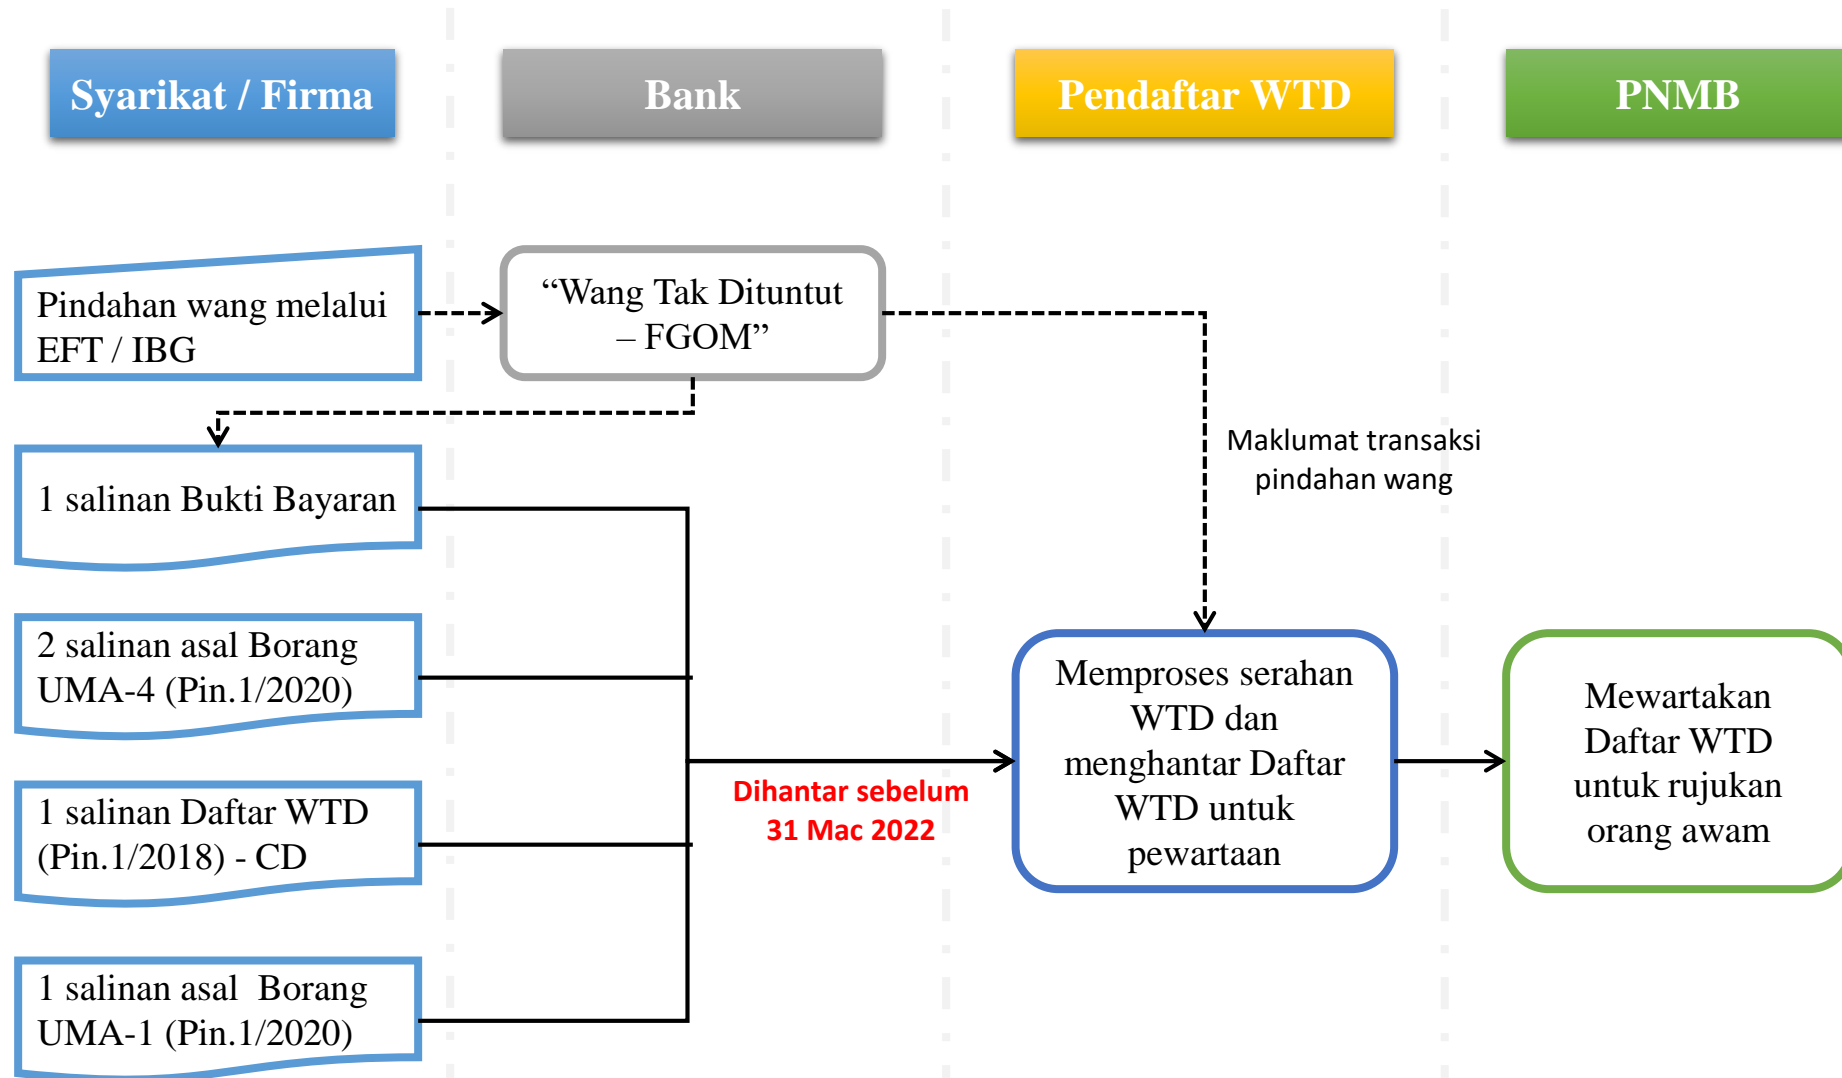 Syarikat / Firma
Bank
Pendaftar WTD
PNMB
Pindahan wang melalui
EFT / IBG
“Wang Tak Dituntut
– FGOM”
Maklumat transaksi
pindahan wang
1 salinan Bukti Bayaran
2 salinan asal Borang
UMA-4 (Pin.1/2020)
1 salinan Daftar WTD
(Pin.1/2018) - CD
1 salinan asal  Borang
UMA-1 (Pin.1/2020)
Dihantar sebelum
31 Mac 2022
Memproses serahan
WTD dan
menghantar Daftar
WTD untuk
pewartaan
Mewartakan
Daftar WTD
untuk rujukan
orang awam